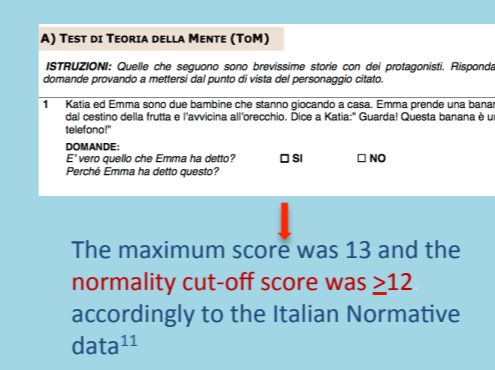 A) TEST DI TEORIA DELLA MENTE (TOM)
ISTRUZIONI: Quelle che seguono sono brevissime storie con dei protagonisti. Risponda
domande provando a mettersi dal punto di vista del personaggio citato.
1 Katia ed Emma sono due bambine che stanno giocando a casa. Emma prende una
dal cestino della frutta e l'avvicina all'orecchio. Dice a Katia:" Guarda! Questa banana è
telefono!"
DOMANDE:
E' vero quello che Emma ha detto? □ SI □ NO
Perché Emma ha detto questo?
The maximum score was 13 and the
normality cut-off score was ≥12
accordingly to the Italian Normative
data¹¹